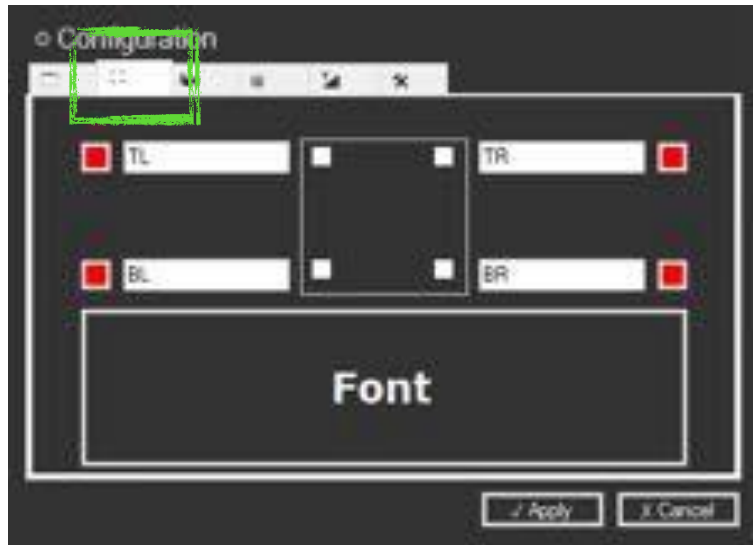 Configuration
TL TR
BL BR
Font
✓ Apply X Cancel